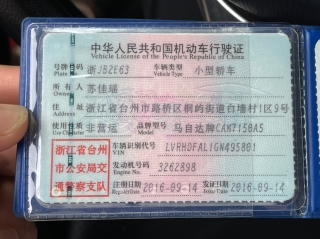 中华人民共和国机动车行驶证
Vehicle License of the People's Republic of China
号牌号码 浙JBZE63 车辆类型 小型轿车
Plate No. Vehicle Type
所有人 苏佳瑶
Owner
住址 浙江省台州市路桥区桐屿街道白墙村1区9号
Address
使用性质 非营运 品牌型号 马自达牌CAM7150A5
Use Character Model
浙江省台州 车辆识别代号 LVRHDFAL1GN495801
VIN
市公安局交 发动机号码 3262898
Engine No.
通警察支队 注册日期 2016-09-14 发证日期 2016-09-14
Register Date Issue Date